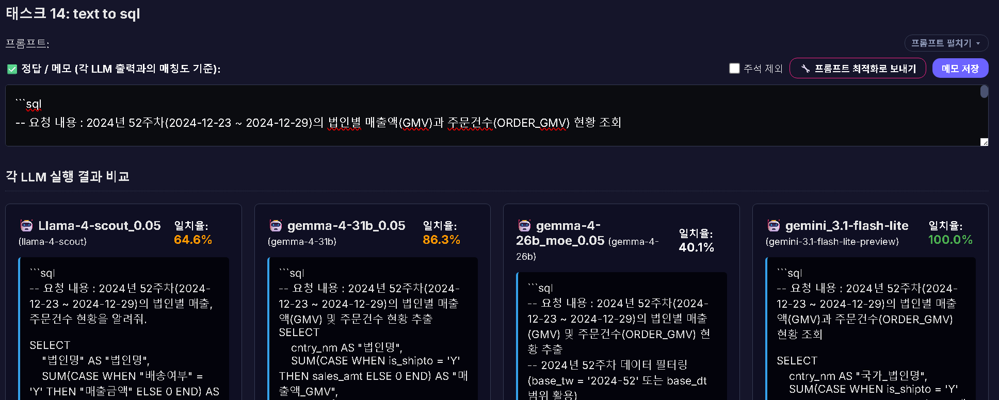 태스크 14: text to sql
프롬프트:
프롬프트 펼치기
✅ 정답 / 메모 (각 LLM 출력과의 매칭도 기준):
주석 제외
🔧 프롬프트 최적화로 보내기
메모 저장
```sql
-- 요청 내용 : 2024년 52주차(2024-12-23 ~ 2024-12-29)의 법인별 매출액(GMV)과 주문건수(ORDER_GMV) 현황 조회
각 LLM 실행 결과 비교
Llama-4-scout_0.05
(llama-4-scout)
일치율:
64.6%
```sql
-- 요청 내용 : 2024년 52주차(2024-
12-23 ~ 2024-12-29)의 법인별 매출,
주문건수 현황을 알려줘.
SELECT
"법인명" AS "법인명",
SUM(CASE WHEN "배송여부" =
'Y' THEN "매출금액" ELSE 0 END) AS
gemma-4-31b_0.05
(gemma-4-31b)
일치율:
86.3%
```sql
-- 요청 내용 : 2024년 52주차(2024-
12-23 ~ 2024-12-29)의 법인별 매출
액(GMV) 및 주문건수 현황 추출
SELECT
cntry_nm AS "법인명",
SUM(CASE WHEN is_shipto = 'Y'
THEN sales_amt ELSE 0 END) AS "매
출액_GMV",
gemma-4-
26b_moe_0.05 (gemma-4-
26b)
일치율:
40.1%
```sql
-- 요청 내용 : 2024년 52주차(2024-
12-23 ~ 2024-12-29)의 법인별 매출
(GMV) 및 주문건수(ORDER_GMV) 현
황 추출
-- 2024년 52주차 데이터 필터링
(base_tw = '2024-52' 또는 base_dt
범위 활용)
gemini_3.1-flash-lite
(gemini-3.1-flash-lite-preview)
일치율:
100.0%
```sql
-- 요청 내용 : 2024년 52주차(2024-
12-23 ~ 2024-12-29)의 법인별 매출
액(GMV)과 주문건수(ORDER_GMV)
현황 조회
SELECT
cntry_nm AS "국가_법인명",
SUM(CASE WHEN is_shipto = 'Y'